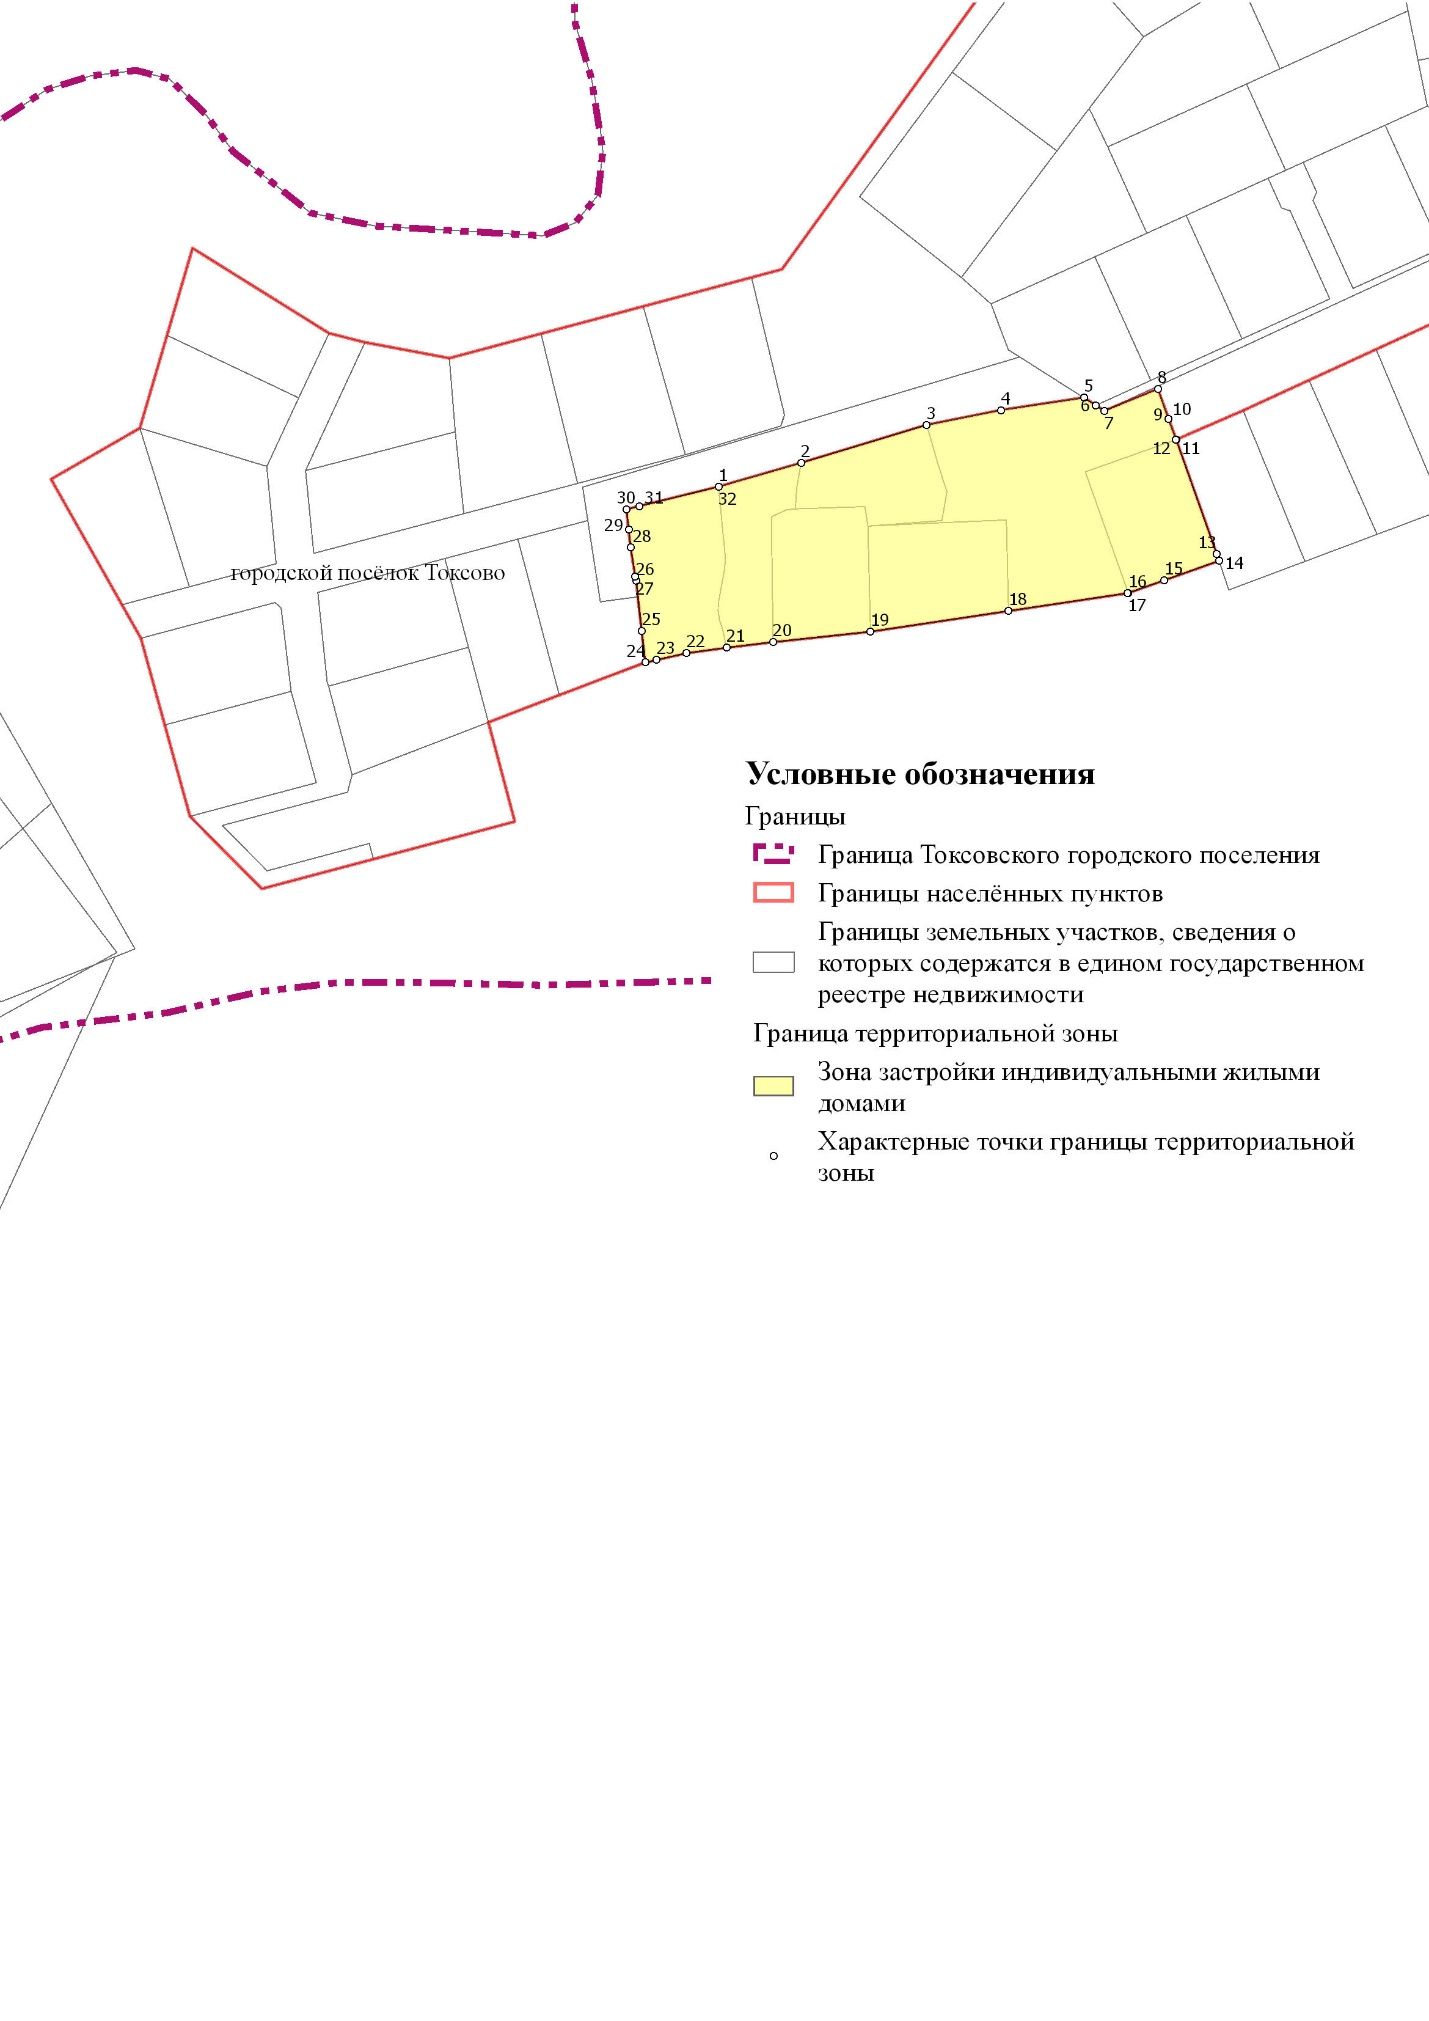 8
5
4
6
10
3
7
9
2
12
11
1
30
31
32
29
28
13
14
26
15
27
16
17
18
25
19
20
21
22
23
24
городской посёлок Токсово
Условные обозначения
Границы
Граница Токсовского городского поселения
Границы населённых пунктов
Границы земельных участков, сведения о
которых содержатся в едином государственном
реестре недвижимости
Граница территориальной зоны
Зона застройки индивидуальными жилыми
домами
Характерные точки границы территориальной
зоны